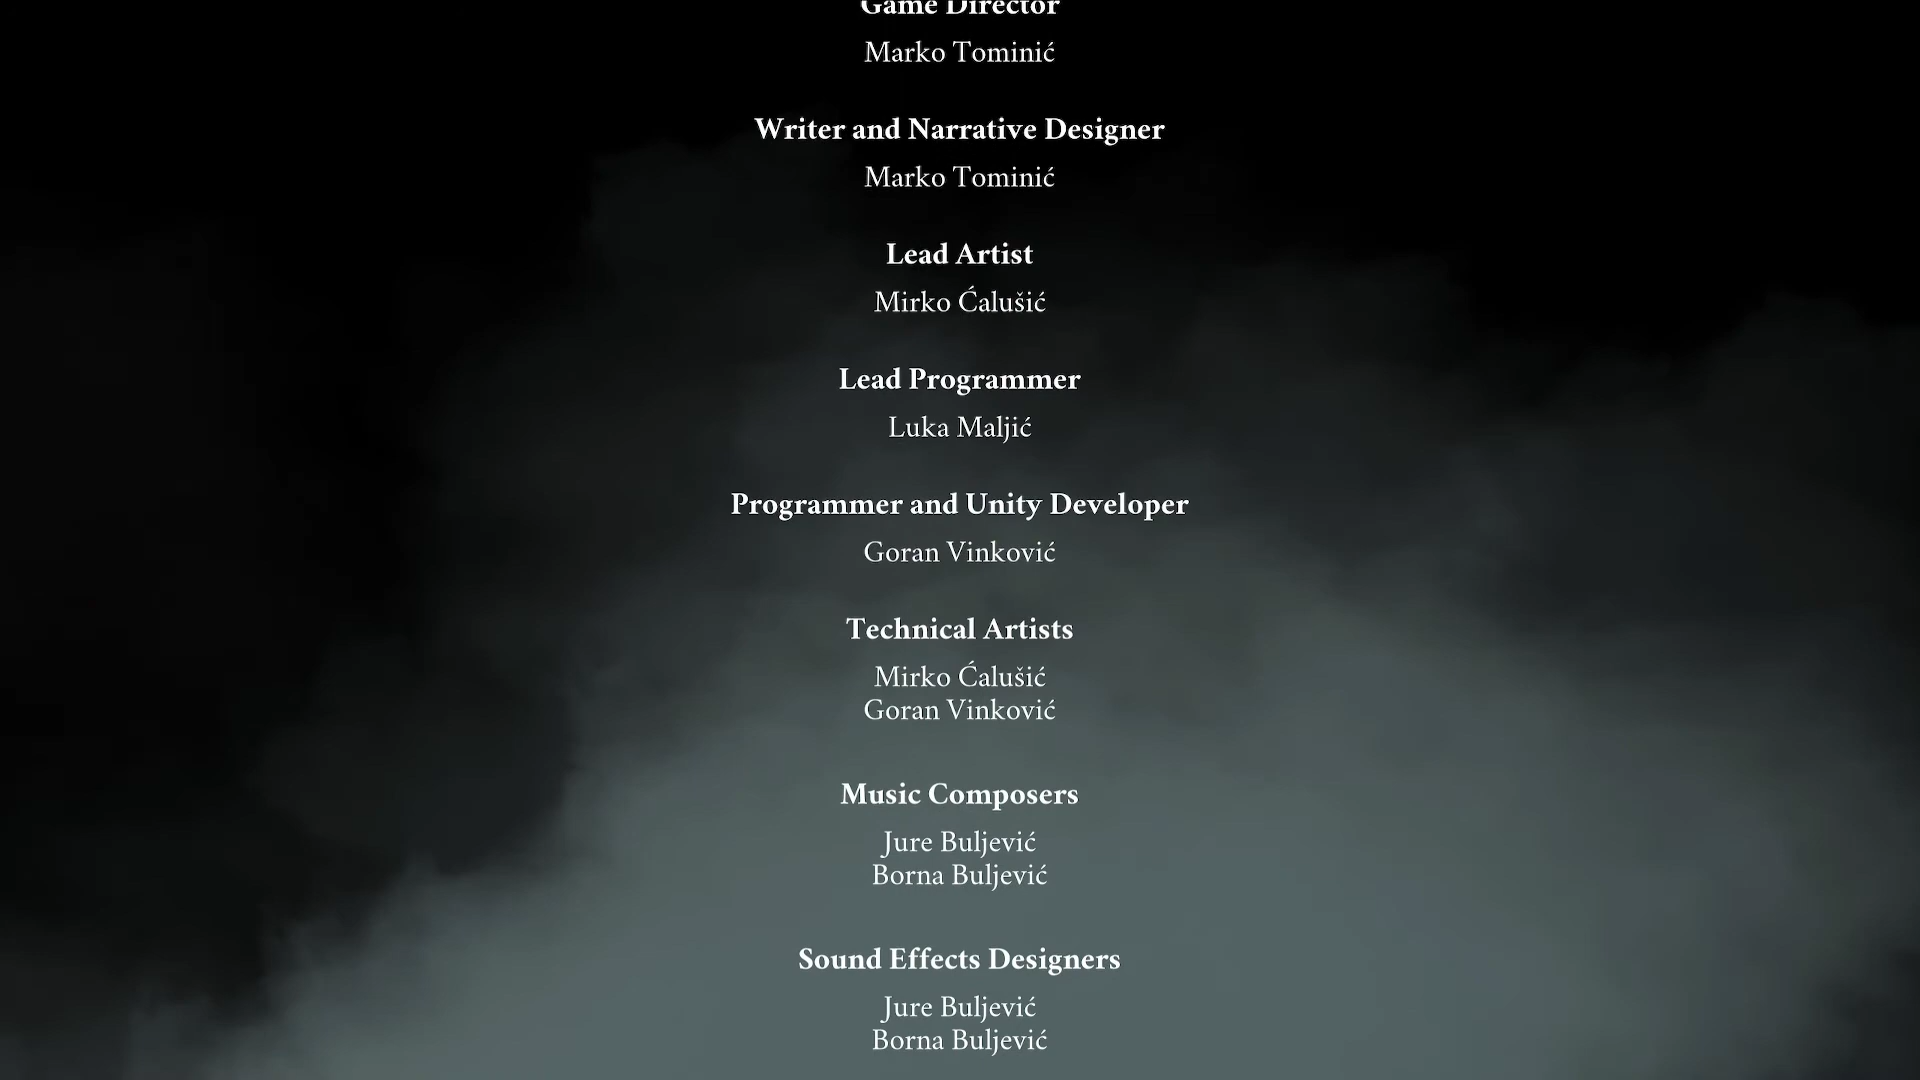 Game Director
Marko Tominić
Writer and Narrative Designer
Marko Tominić
Lead Artist
Mirko Ćalušić
Lead Programmer
Luka Maljić
Programmer and Unity Developer
Goran Vinković
Technical Artists
Mirko Ćalušić
Goran Vinković
Music Composers
Jure Buljević
Borna Buljević
Sound Effects Designers
Jure Buljević
Borna Buljević